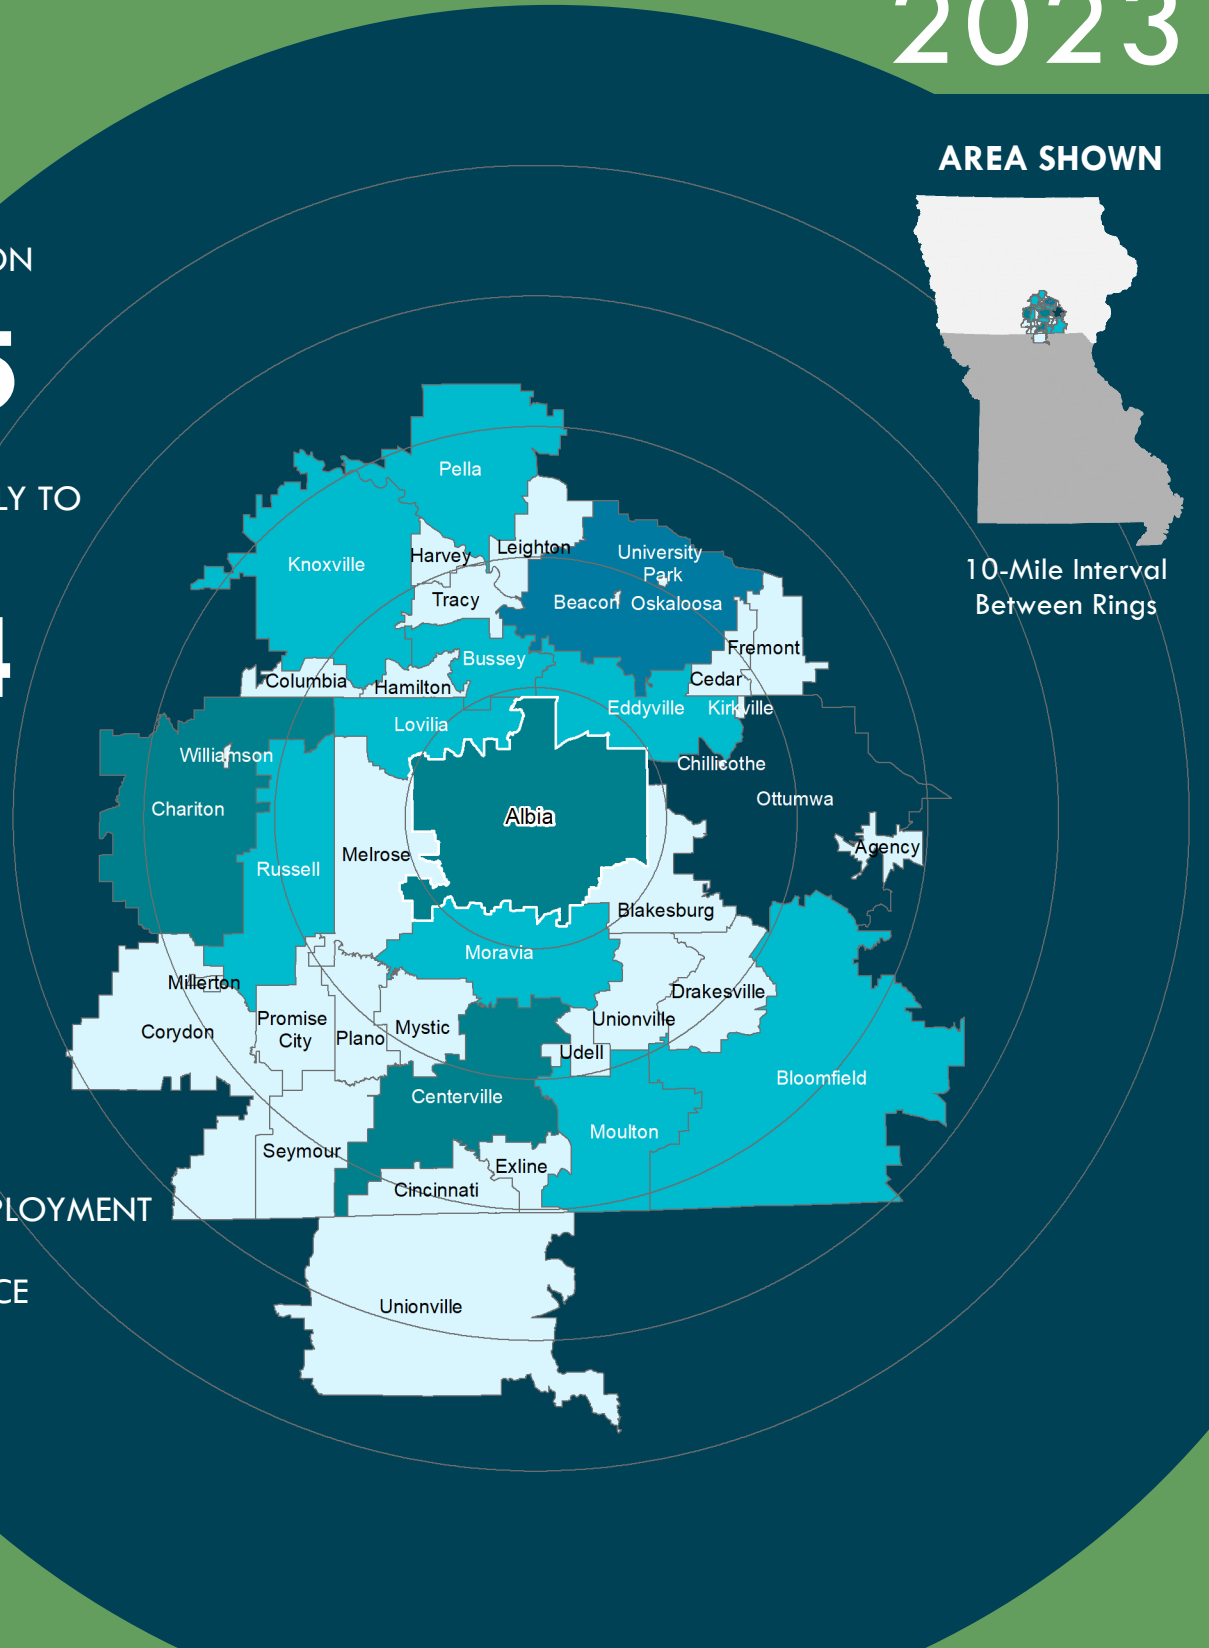 2023
AREA SHOWN
10-Mile Interval
Between Rings
ON
5
LY TO
4
PLOYMENT
CE
Pella
Knoxville
Harvey
Leighton
University
Park
Tracy
Beacon
Oskaloosa
Bussey
Fremont
Columbia
Hamilton
Cedar
Lovilia
Eddyville
Kirkville
Williamson
Chillicothe
Chariton
Albia
Ottumwa
Melrose
Agency
Russell
Blakesburg
Moravia
Millerton
Drakesville
Corydon
Promise
City
Plano
Mystic
Unionville
Udell
Centerville
Bloomfield
Moulton
Seymour
Exline
Cincinnati
Unionville